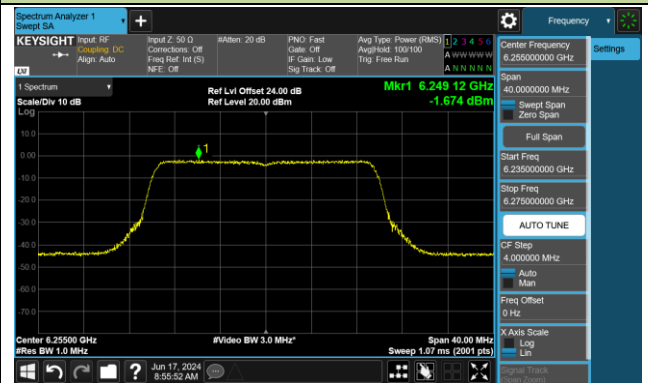 Spectrum Analyzer 1
Swept SA
Frequency
KEYSIGHT
Input: RF
Coupling: DC
Align: Auto
Input Z: 50 Ω
Corrections: Off
Freq Ref: Int (S)
NFE: Off
#Atten: 20 dB
PNO: Fast
Gate: Off
IF Gain: Low
Sig Track: Off
Avg Type: Power (RMS)
Avg|Hold: 100/100
Trig: Free Run
1 2 3 4 5 6
A W W W W W
A N N N N N
LXI
1 Spectrum
Scale/Div 10 dB
Log
Ref Lvl Offset 24.00 dB
Ref Level 20.00 dBm
Mkr1 6.249 12 GHz
-1.674 dBm
1
10.0
0.00
-10.0
-20.0
-30.0
-40.0
-50.0
-60.0
-70.0
Center 6.25500 GHz
#Res BW 1.0 MHz
#Video BW 3.0 MHz*
Span 40.00 MHz
Sweep 1.07 ms (2001 pts)
Center Frequency
6.255000000 GHz
Settings
Span
40.0000000 MHz
Swept Span
Zero Span
Full Span
Start Freq
6.235000000 GHz
Stop Freq
6.275000000 GHz
AUTO TUNE
CF Step
4.000000 MHz
Auto
Man
Freq Offset
0 Hz
X Axis Scale
Log
Lin
Signal Track
(Span Zoom)
Jun 17, 2024
8:55:52 AM